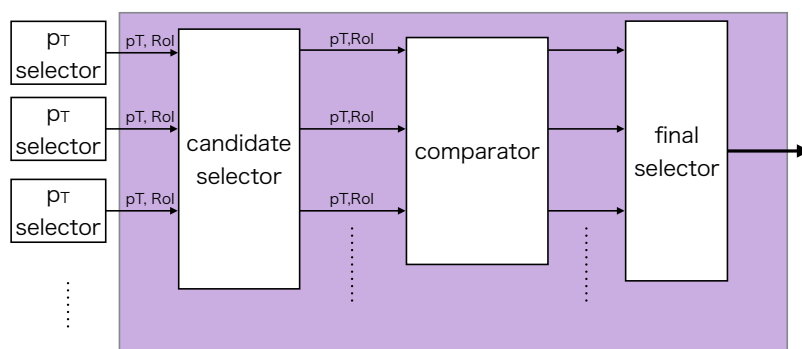 pT
selector
pT, RoI
pT
selector
pT, RoI
pT
selector
pT, RoI
candidate
selector
pT,RoI
pT,RoI
pT,RoI
comparator
final
selector